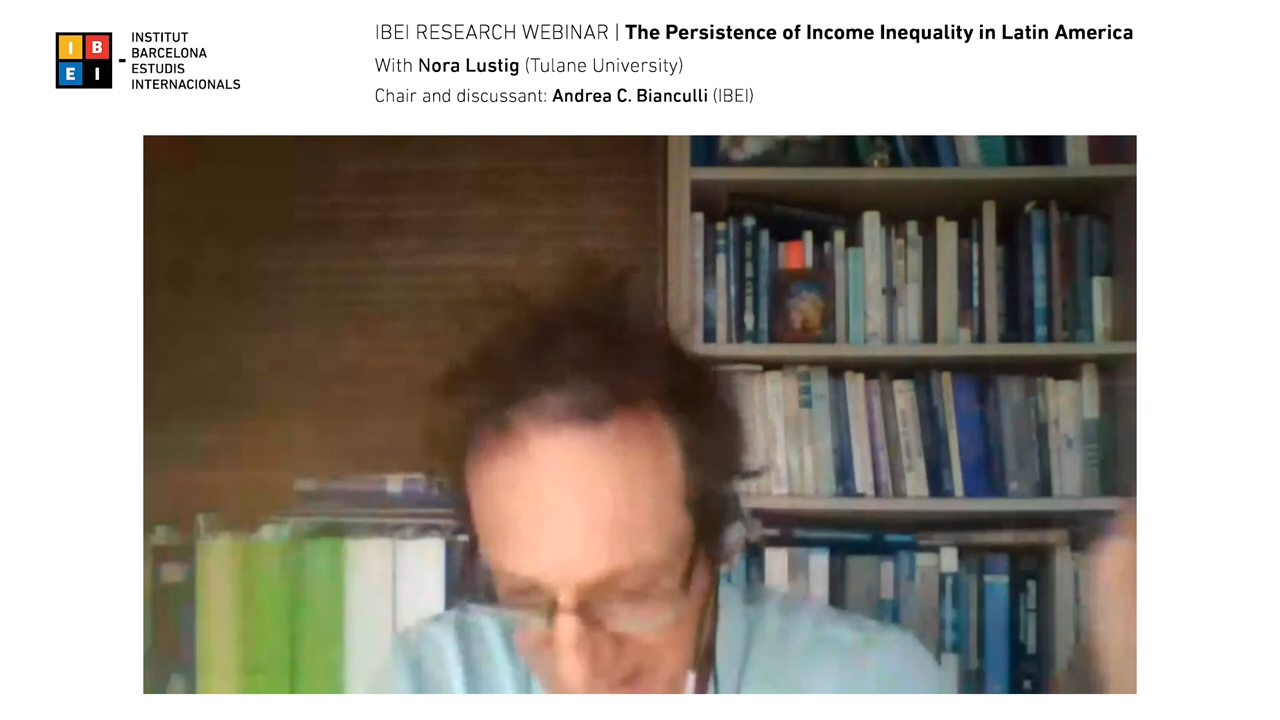 I B
E I
INSTITUT
BARCELONA
ESTUDIS
INTERNACIONALS
IBEI RESEARCH WEBINAR | The Persistence of Income Inequality in Latin America
With Nora Lustig (Tulane University)
Chair and discussant: Andrea C. Bianculli (IBEI)